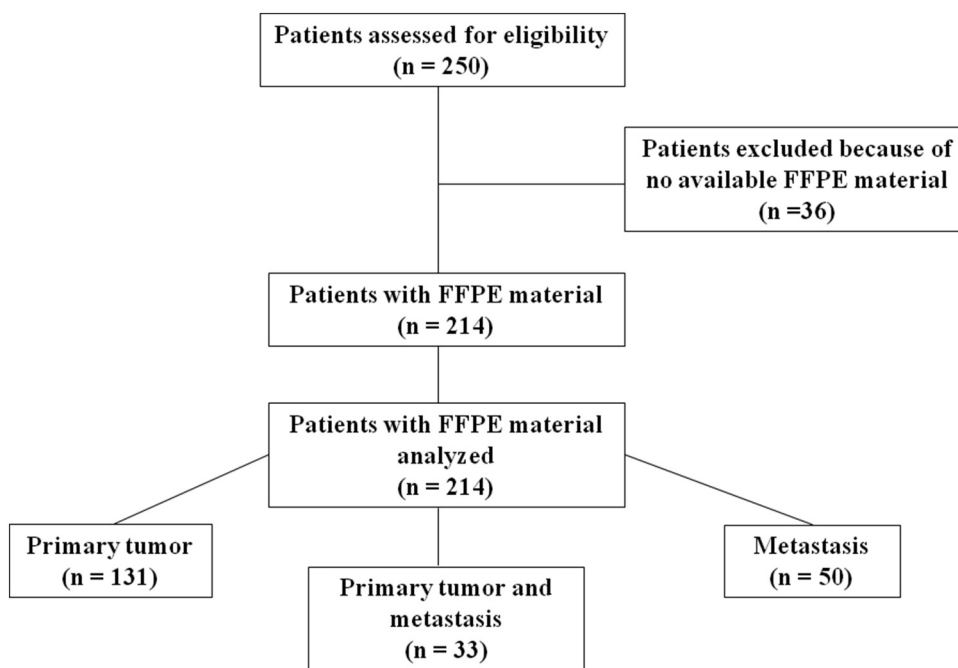 Patients assessed for eligibility
(n = 250)
Patients excluded because of
no available FFPE material
(n =36)
Patients with FFPE material
(n = 214)
Patients with FFPE material
analyzed
(n = 214)
Primary tumor
(n = 131)
Primary tumor and
metastasis
(n = 33)
Metastasis
(n = 50)